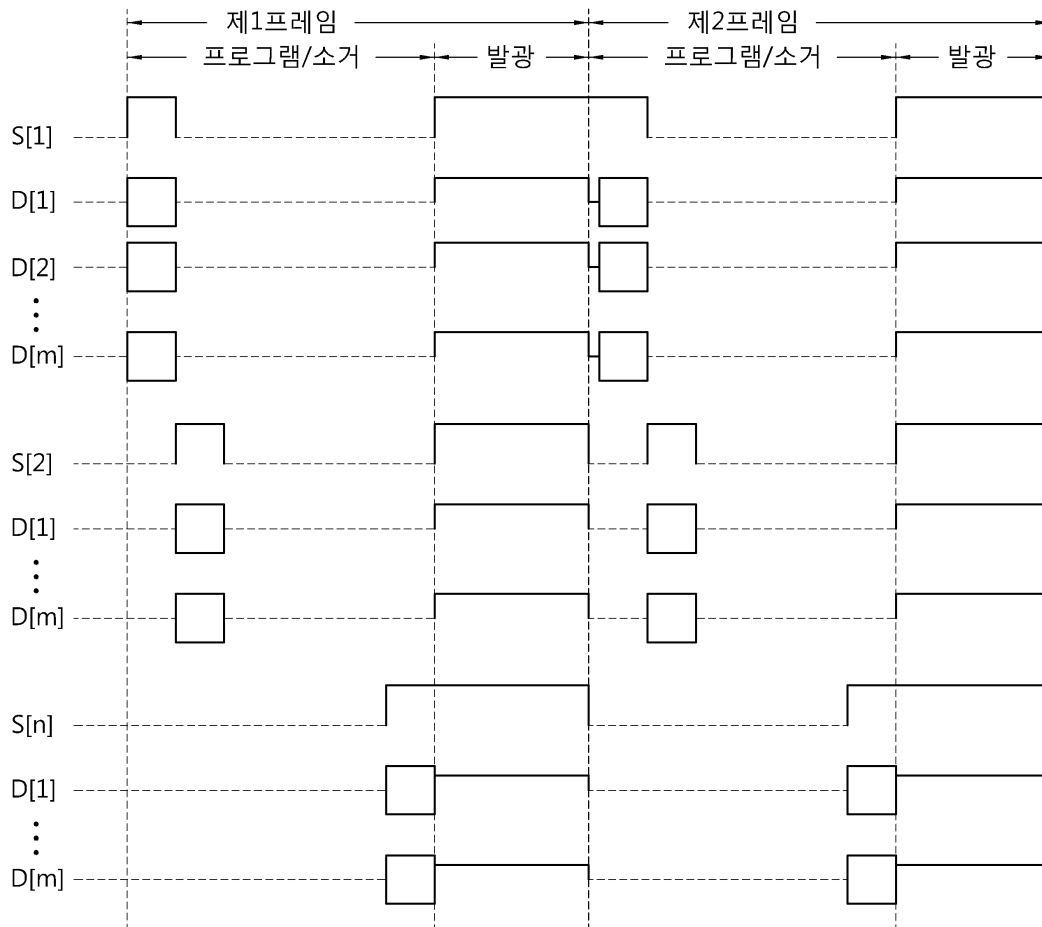 제1프레임 제2프레임
프로그램/소거 발광 프로그램/소거 발광
S[1]
D[1]
D[2]
D[m]
S[2]
D[1]
D[m]
S[n]
D[1]
D[m]